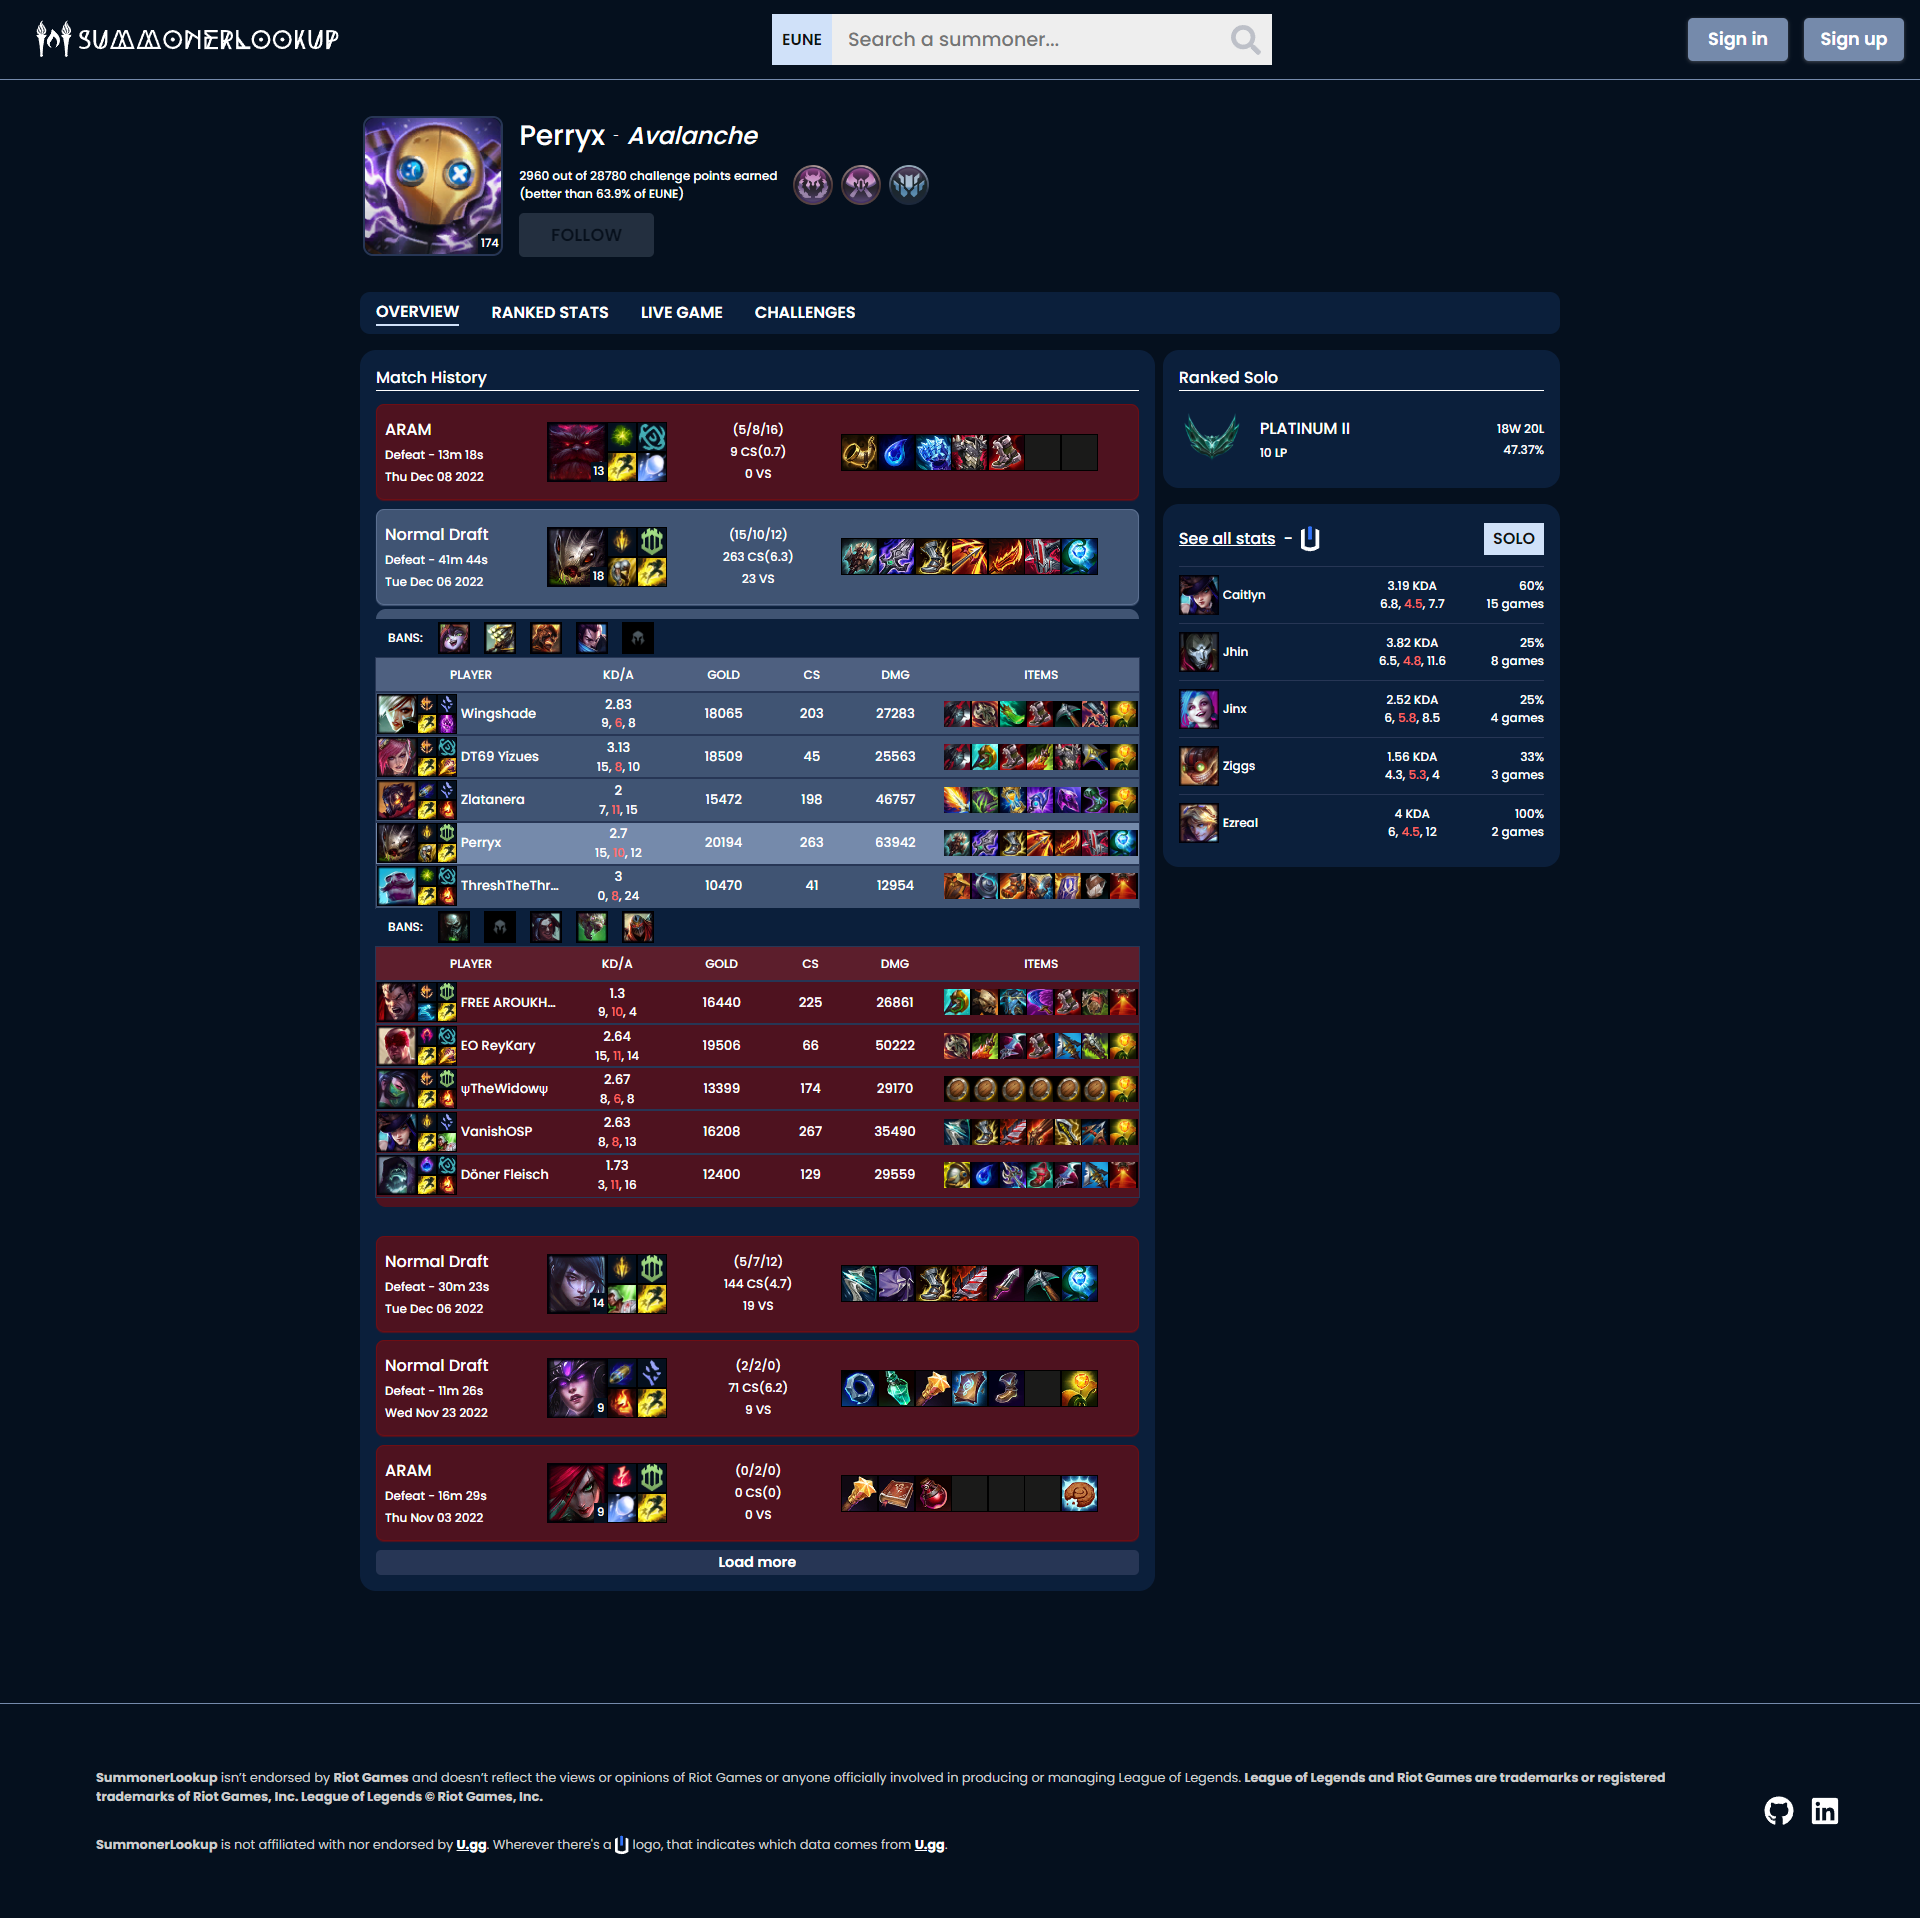 SUMMONERLOOKUP
EUNE Search a summoner...
Sign in Sign up
Perryx - Avalanche
2960 out of 28780 challenge points earned
(better than 63.9% of EUNE)
174
FOLLOW
OVERVIEW RANKED STATS LIVE GAME CHALLENGES
Match History
ARAM
Defeat - 13m 18s
Thu Dec 08 2022
13
(5/8/16)
9 CS(0.7)
0 VS
Normal Draft
Defeat - 41m 44s
Tue Dec 06 2022
18
(15/10/12)
263 CS(6.3)
23 VS
BANS:
PLAYER KD/A GOLD CS DMG ITEMS
Wingshade 2.83 18065 203 27283
9, 6, 8
DT69 Yizues 3.13 18509 45 25563
15, 8, 10
Zlatanera 2 15472 198 46757
7, 11, 15
Perryx 2.7 20194 263 63942
15, 10, 12
ThreshTheThr... 3 10470 41 12954
0, 8, 24
BANS:
PLAYER KD/A GOLD CS DMG ITEMS
FREE AROUKH... 1.3 16440 225 26861
9, 10, 4
EO ReyKary 2.64 19506 66 50222
15, 11, 14
ψTheWidowψ 2.67 13399 174 29170
8, 6, 8
VanishOSP 2.63 16208 267 35490
8, 8, 13
Döner Fleisch 1.73 12400 129 29559
3, 11, 16
Normal Draft
Defeat - 30m 23s
Tue Dec 06 2022
14
(5/7/12)
144 CS(4.7)
19 VS
Normal Draft
Defeat - 11m 26s
Wed Nov 23 2022
9
(2/2/0)
71 CS(6.2)
9 VS
ARAM
Defeat - 16m 29s
Thu Nov 03 2022
9
(0/2/0)
0 CS(0)
0 VS
Load more
Ranked Solo
PLATINUM II 18W 20L
10 LP 47.37%
See all stats - SOLO
Caitlyn 3.19 KDA 60%
6.8, 4.5, 7.7 15 games
Jhin 3.82 KDA 25%
6.5, 4.8, 11.6 8 games
Jinx 2.52 KDA 25%
6, 5.8, 8.5 4 games
Ziggs 1.56 KDA 33%
4.3, 5.3, 4 3 games
Ezreal 4 KDA 100%
6, 4.5, 12 2 games
SummonerLookup isn't endorsed by Riot Games and doesn't reflect the views or opinions of Riot Games or anyone officially involved in producing or managing League of Legends. League of Legends and Riot Games are trademarks or registered
trademarks of Riot Games, Inc. League of Legends © Riot Games, Inc.
SummonerLookup is not affiliated with nor endorsed by U.gg. Wherever there's a logo, that indicates which data comes from U.gg.